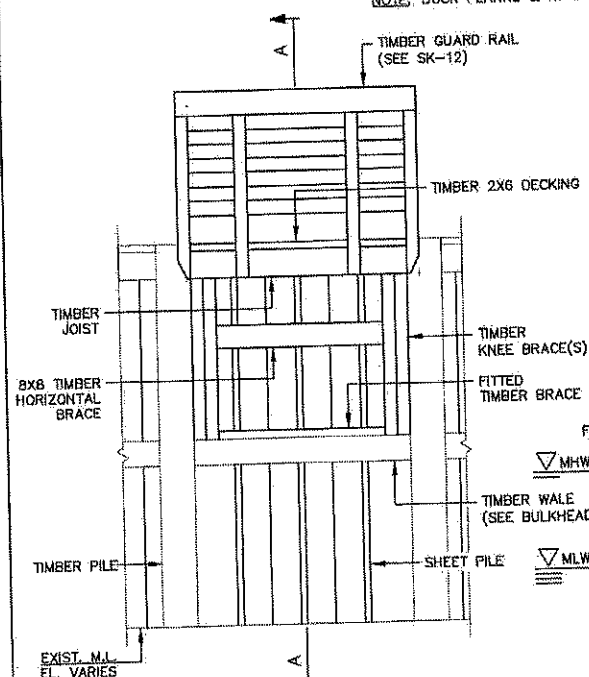 NOTE:
A
TIMBER GUARD RAIL
(SEE SK-12)
TIMBER 2X6 DECKING
TIMBER
JOIST
TIMBER
KNEE BRACE(S)
8X8 TIMBER
HORIZONTAL
BRACE
FITTED
TIMBER BRACE
MHW
TIMBER WALE
(SEE BULKHEAD
TIMBER PILE
SHEET PILE
MLW
EXIST. M.L.
EL. VARIES
A